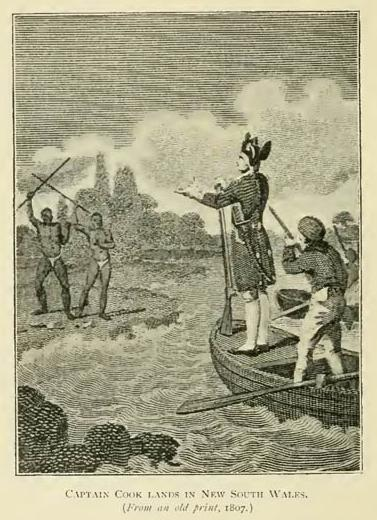 CAPTAIN COOK LANDS IN NEW SOUTH WALES.
(From an old print, 1807.)